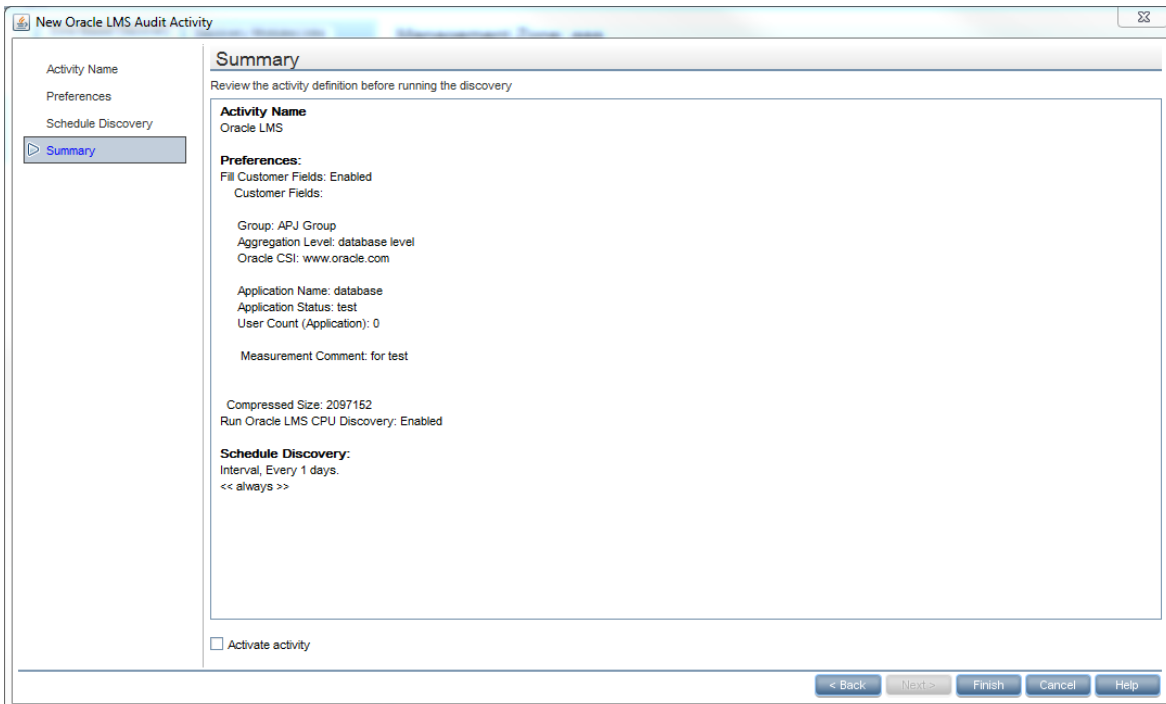 New Oracle LMS Audit Activity
Activity Name
Preferences
Schedule Discovery
Summary
Summary
Review the activity definition before running the discovery
Activity Name
Oracle LMS
Preferences:
Fill Customer Fields: Enabled
Customer Fields:
Group: APJ Group
Aggregation Level: database level
Oracle CSI: www.oracle.com
Application Name: database
Application Status: test
User Count (Application): 0
Measurement Comment: for test
Compressed Size: 2097152
Run Oracle LMS CPU Discovery: Enabled
Schedule Discovery:
Interval, Every 1 days.
<< always >>
Activate activity
< Back Next > Finish Cancel Help